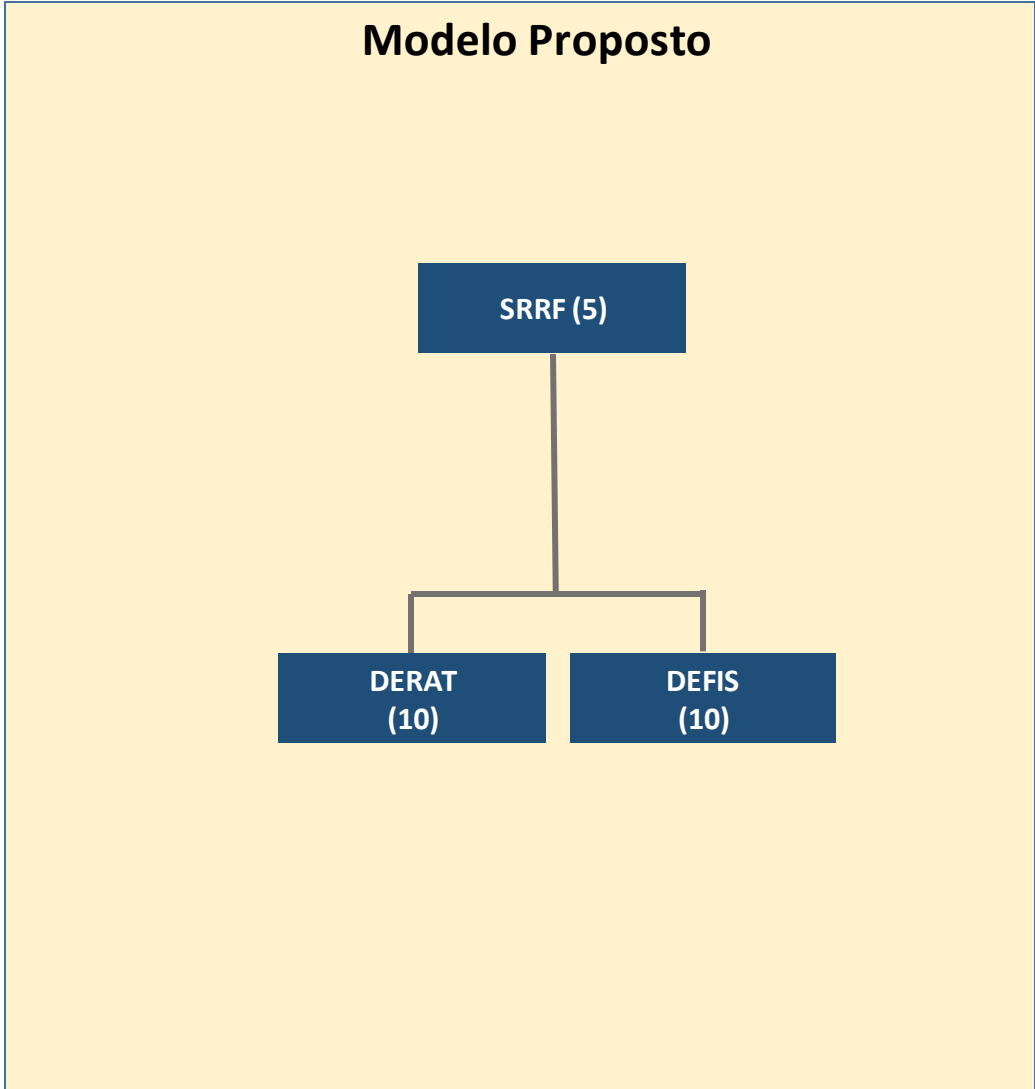 Modelo Proposto
SRRF (5)
DERAT
(10)
DEFIS
(10)